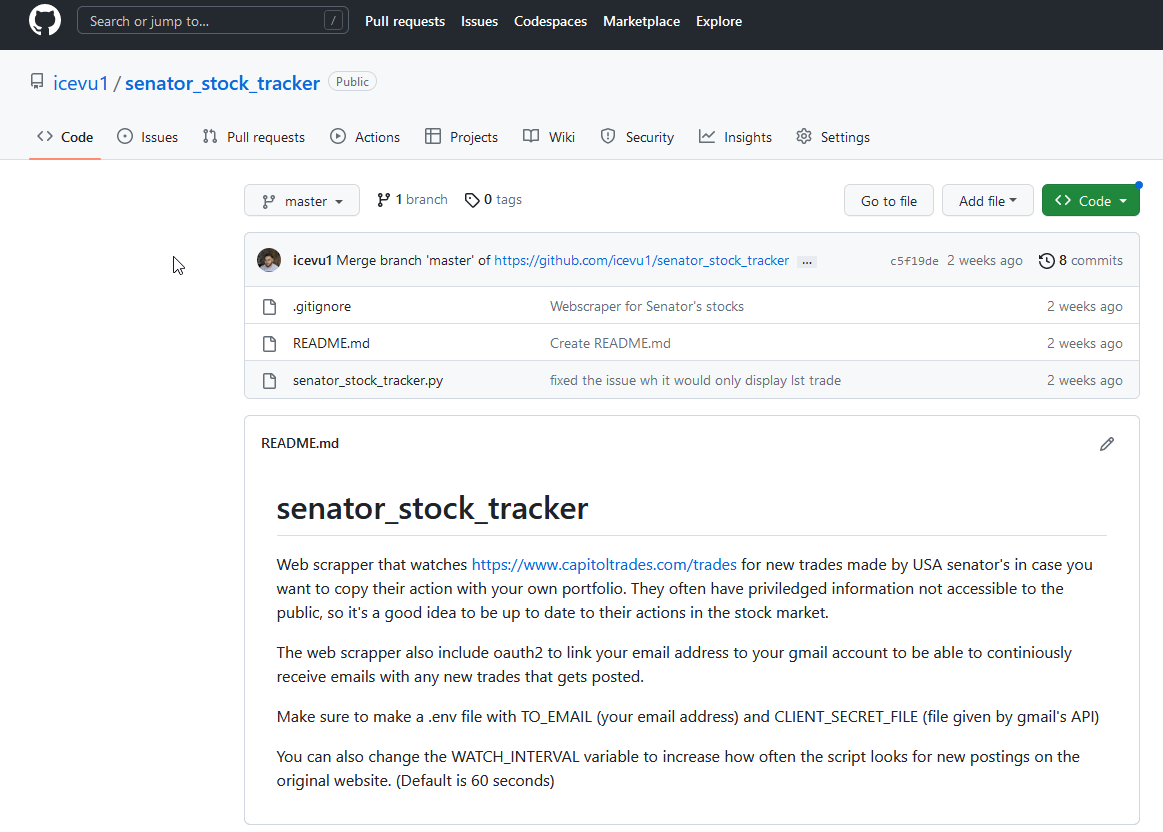 Search or jump to... /
Pull requests Issues Codespaces Marketplace Explore
icevu1 / senator_stock_tracker Public
Code Issues Pull requests Actions Projects Wiki Security Insights Settings
master 1 branch 0 tags Go to file Add file Code
icevu1 Merge branch 'master' of https://github.com/icevu1/senator_stock_tracker ... c5f19de 2 weeks ago 8 commits
.gitignore Webscraper for Senator's stocks 2 weeks ago
README.md Create README.md 2 weeks ago
senator_stock_tracker.py fixed the issue wh it would only display lst trade 2 weeks ago
README.md
senator_stock_tracker
Web scrapper that watches https://www.capitoltrades.com/trades for new trades made by USA senator's in case you
want to copy their action with your own portfolio. They often have priviledged information not accessible to the
public, so it's a good idea to be up to date to their actions in the stock market.
The web scrapper also include oauth2 to link your email address to your gmail account to be able to continiously
receive emails with any new trades that gets posted.
Make sure to make a .env file with TO_EMAIL (your email address) and CLIENT_SECRET_FILE (file given by gmail's API)
You can also change the WATCH_INTERVAL variable to increase how often the script looks for new postings on the
original website. (Default is 60 seconds)